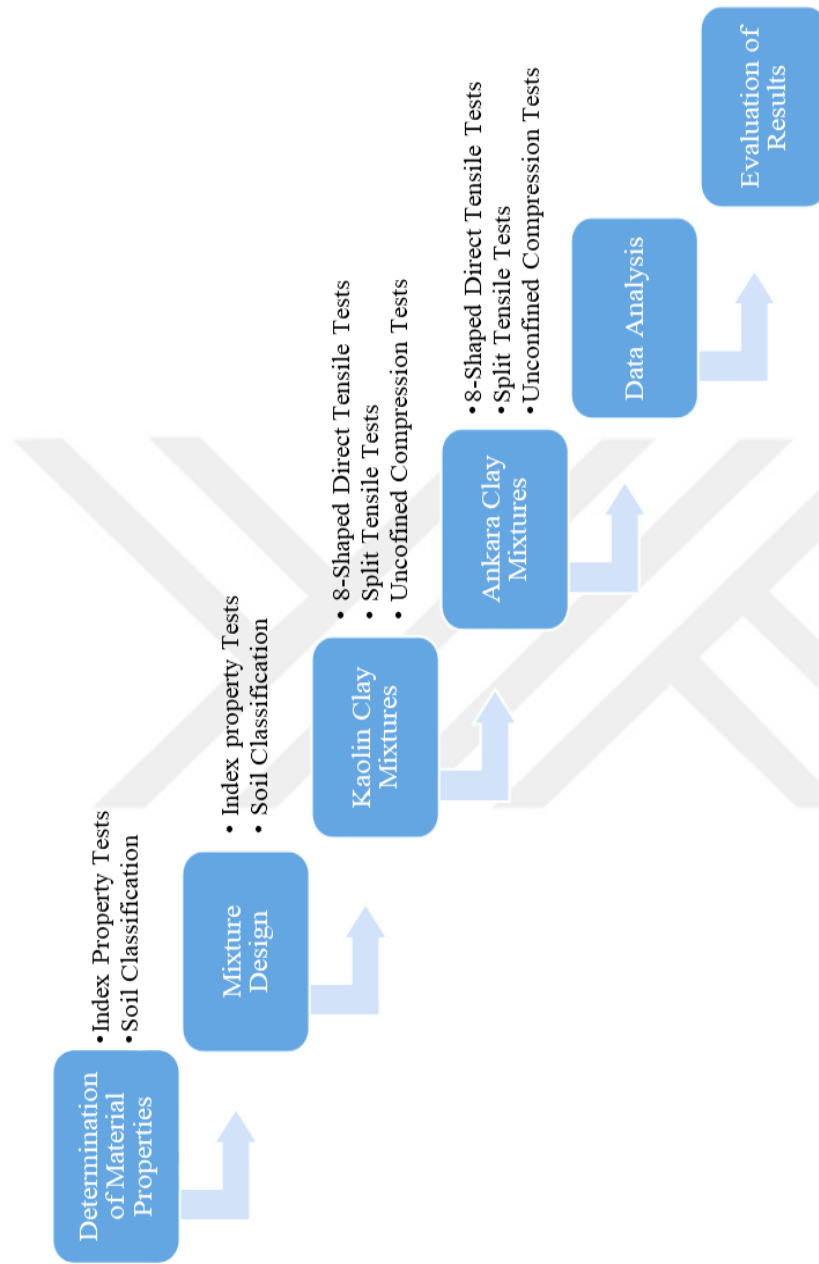 Determination
of Material
Properties
•Index Property Tests
•Soil Classification
Mixture
Design
• Index property Tests
• Soil Classification
Kaolin Clay
Mixtures
• 8-Shaped Direct Tensile Tests
• Split Tensile Tests
• Uncofined Compression Tests
Ankara Clay
Mixtures
•8-Shaped Direct Tensile Tests
•Split Tensile Tests
•Unconfined Compression Tests
Data Analysis
Evaluation of
Results